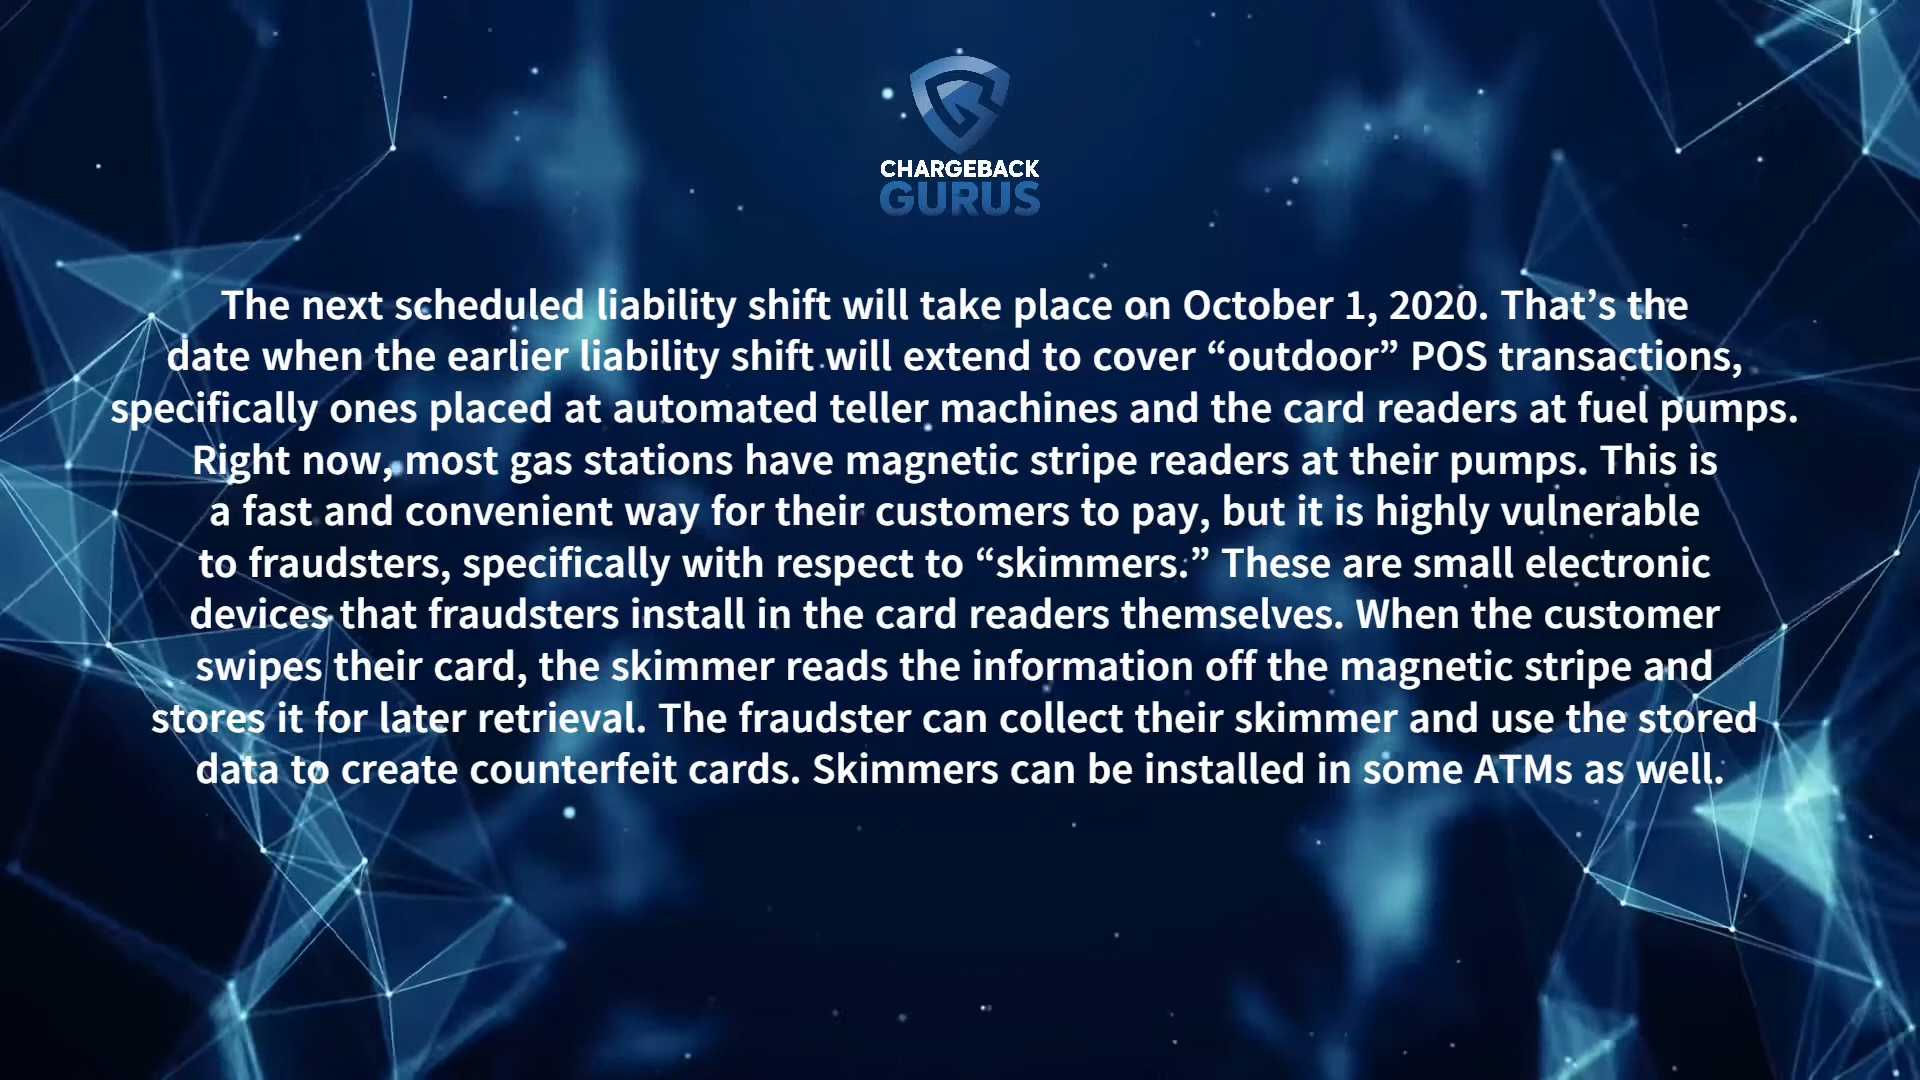 CHARGEBACK
GURUS
The next scheduled liability shift will take place on October 1, 2020. That’s the
date when the earlier liability shift will extend to cover “outdoor” POS transactions,
specifically ones placed at automated teller machines and the card readers at fuel pumps.
Right now, most gas stations have magnetic stripe readers at their pumps. This is
a fast and convenient way for their customers to pay, but it is highly vulnerable
to fraudsters, specifically with respect to “skimmers.” These are small electronic
devices that fraudsters install in the card readers themselves. When the customer
swipes their card, the skimmer reads the information off the magnetic stripe and
stores it for later retrieval. The fraudster can collect their skimmer and use the stored
data to create counterfeit cards. Skimmers can be installed in some ATMs as well.